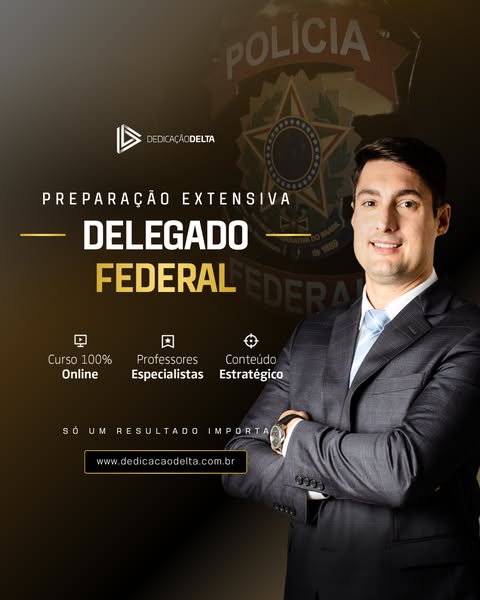 POLÍCIA
DEDICAÇÃODELTA
PREPARAÇÃO EXTENSIVA
DELEGADO
FEDERAL
FEDERAL
Curso 100%
Online
Professores
Especialistas
Conteúdo
Estratégico
SÓ UM RESULTADO IMPORTA
www.dedicacaodelta.com.br